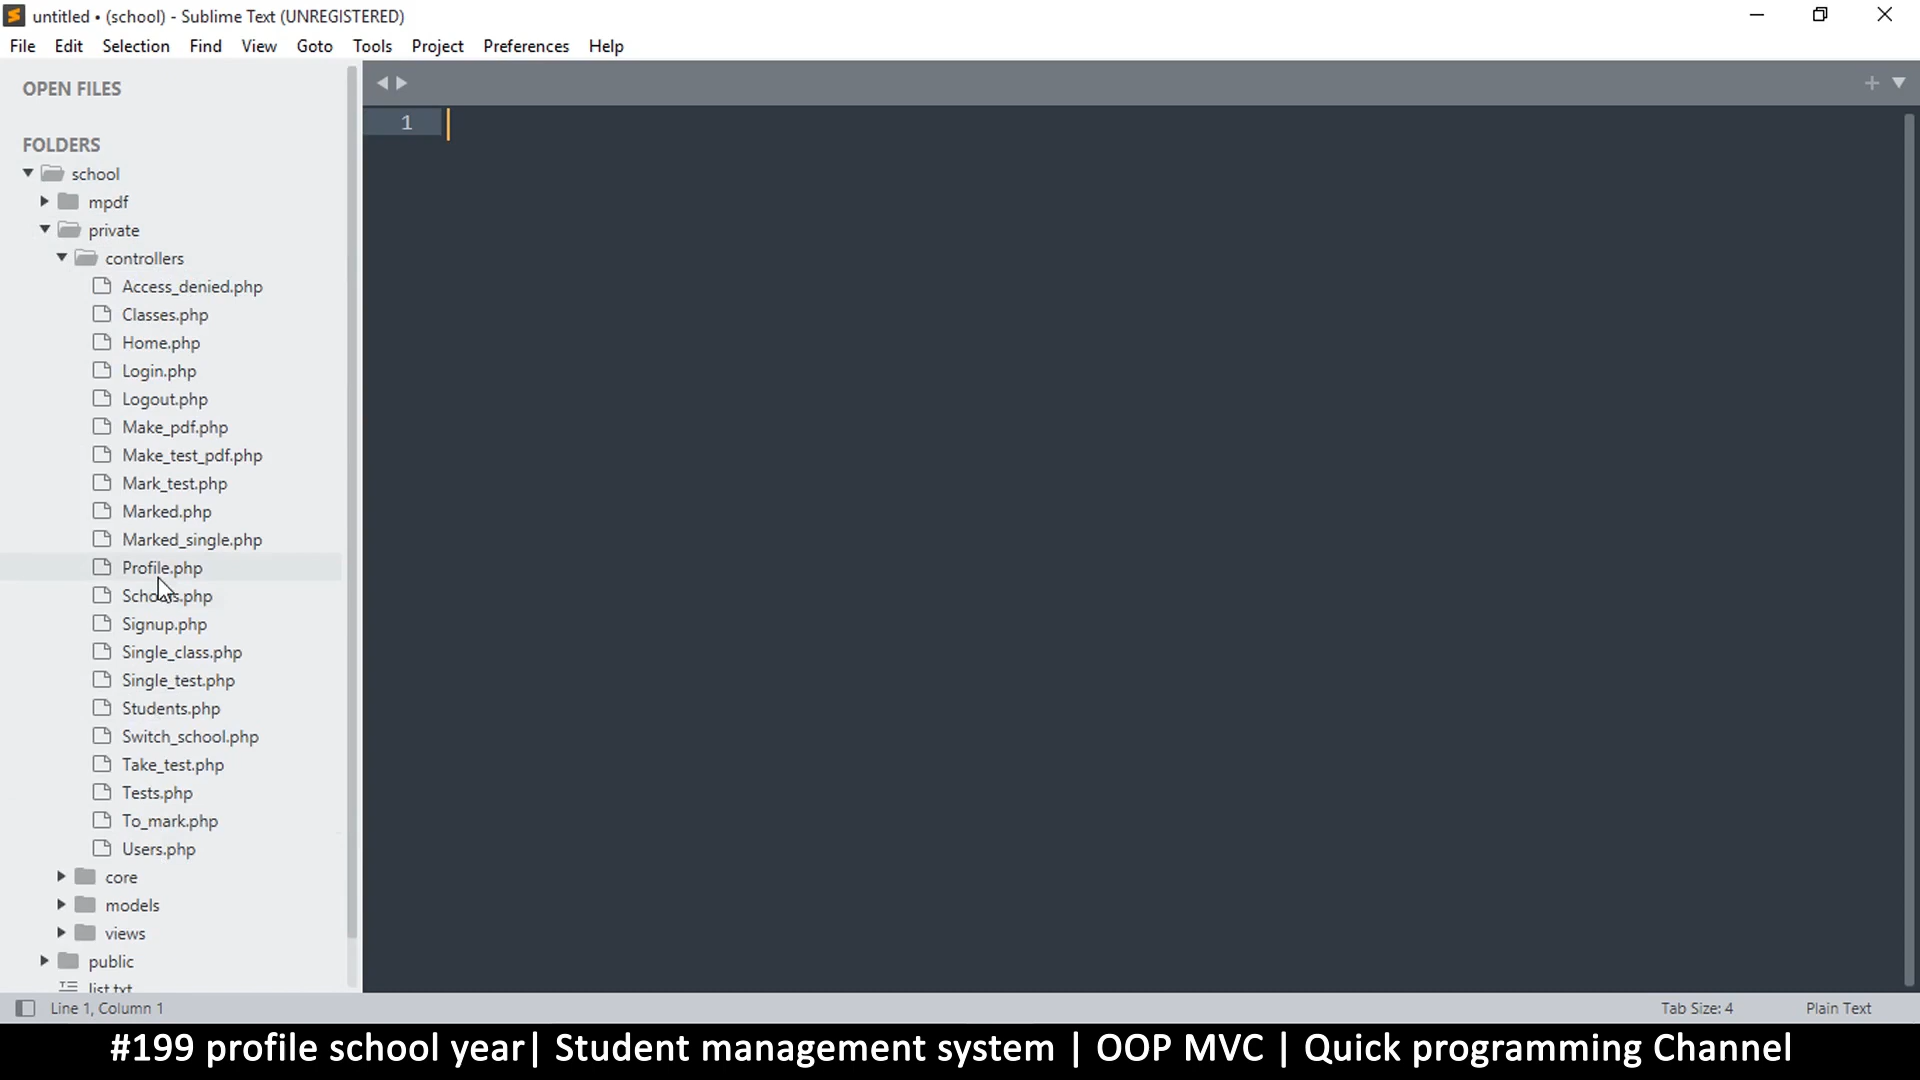 untitled • (school) - Sublime Text (UNREGISTERED)
File Edit Selection Find View Goto Tools Project Preferences Help
OPEN FILES
FOLDERS
school
mpdf
private
controllers
Access_denied.php
Classes.php
Home.php
Login.php
Logout.php
Make_pdf.php
Make_test_pdf.php
Mark_test.php
Marked.php
Marked_single.php
Profile.php
Schools.php
Signup.php
Single_class.php
Single_test.php
Students.php
Switch_school.php
Take_test.php
Tests.php
To_mark.php
Users.php
core
models
views
public
list.txt
1
Line 1, Column 1
Tab Size: 4
Plain Text
#199 profile school year| Student management system | OOP MVC | Quick programming Channel